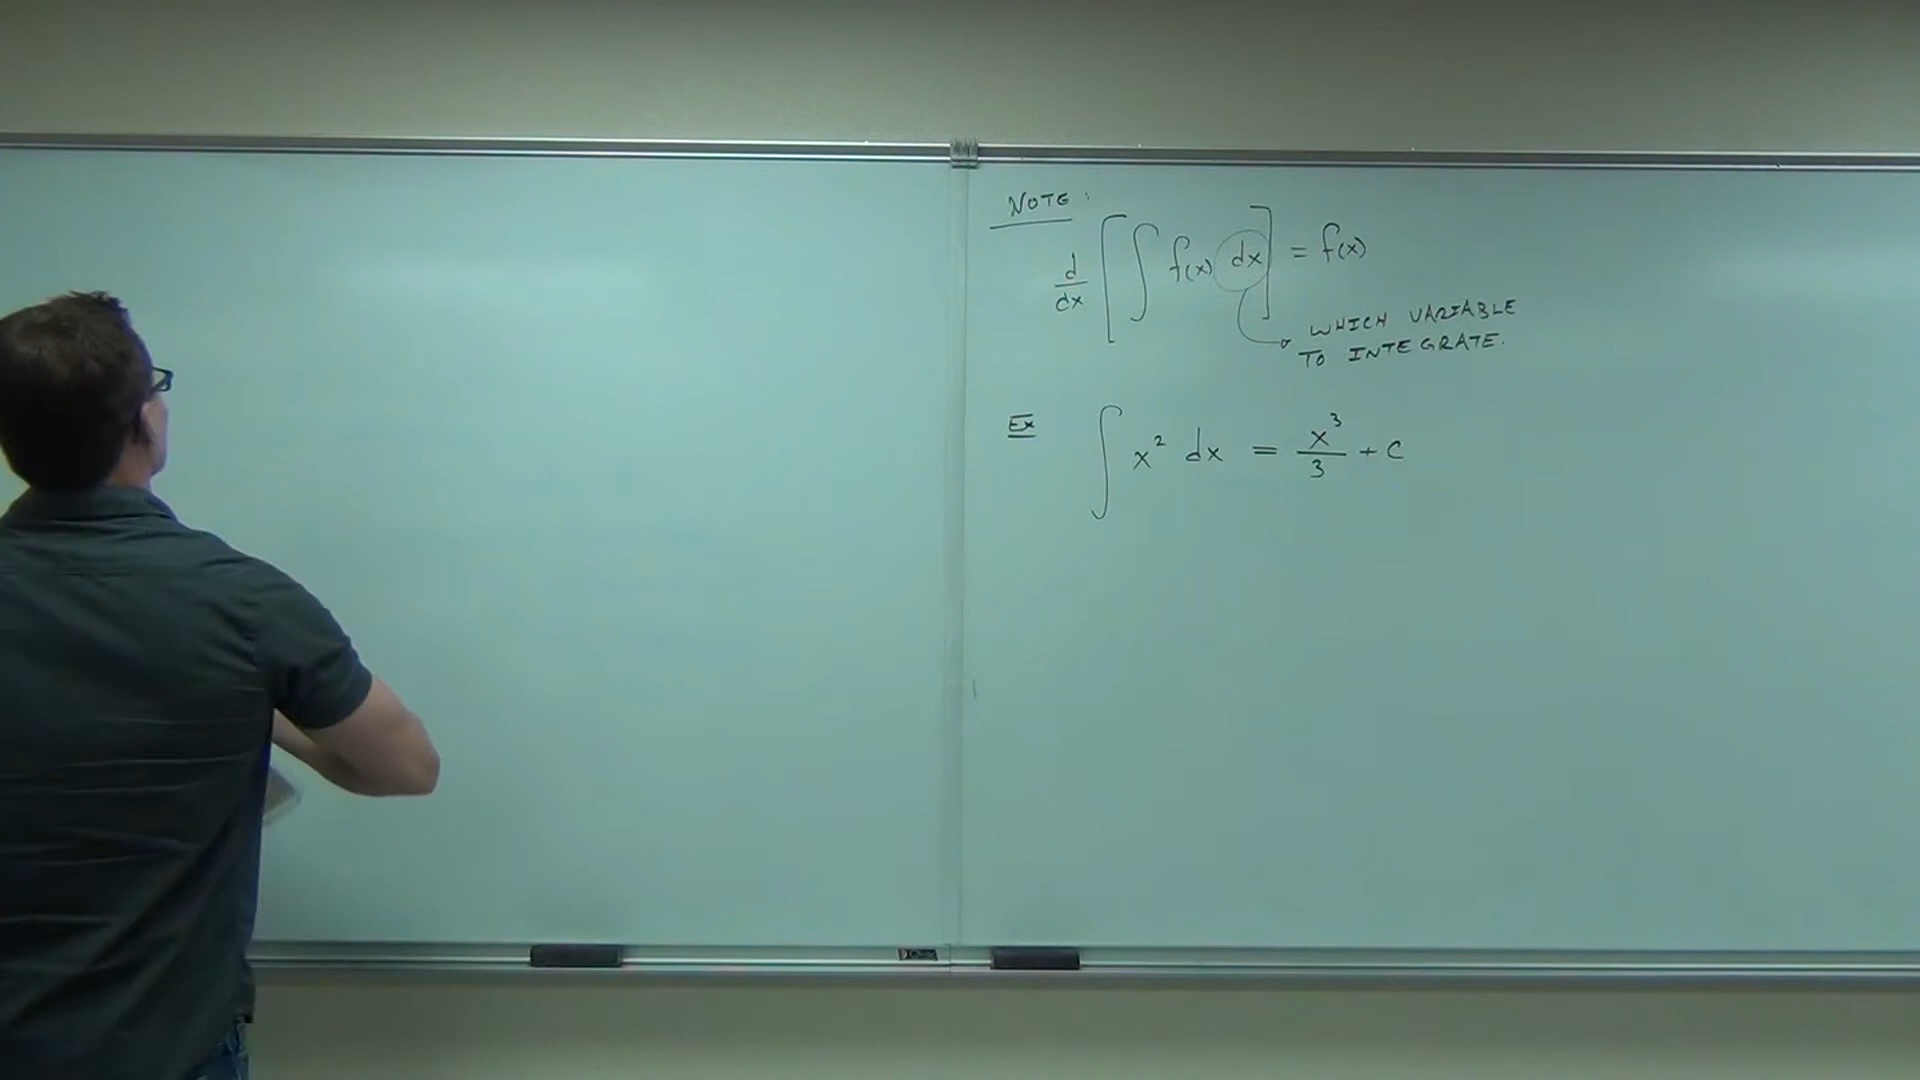 NOTE:
d/dx [∫ f(x) dx] = f(x)
WHICH VARIABLE
TO INTEGRATE.
Ex ∫ x² dx = x³/3 + C